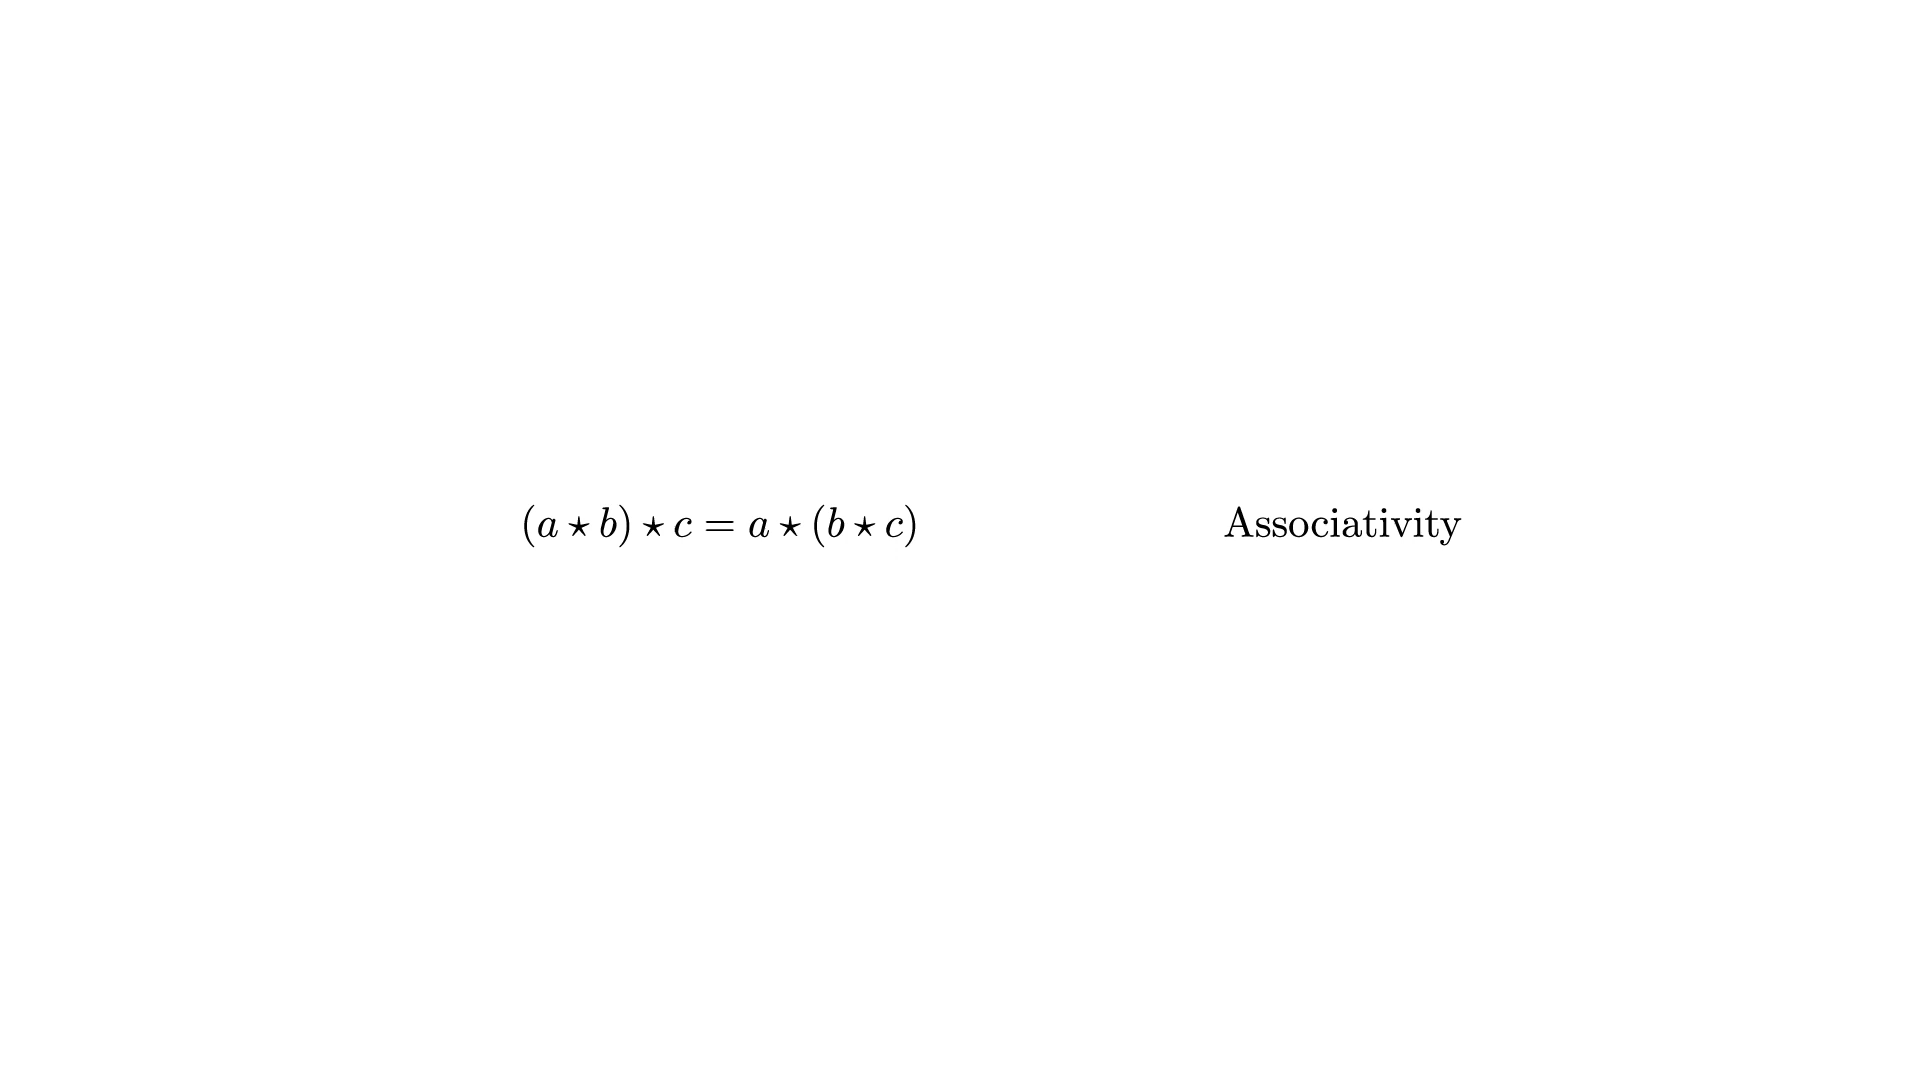 (a ⋆ b) ⋆ c = a ⋆ (b ⋆ c) Associativity